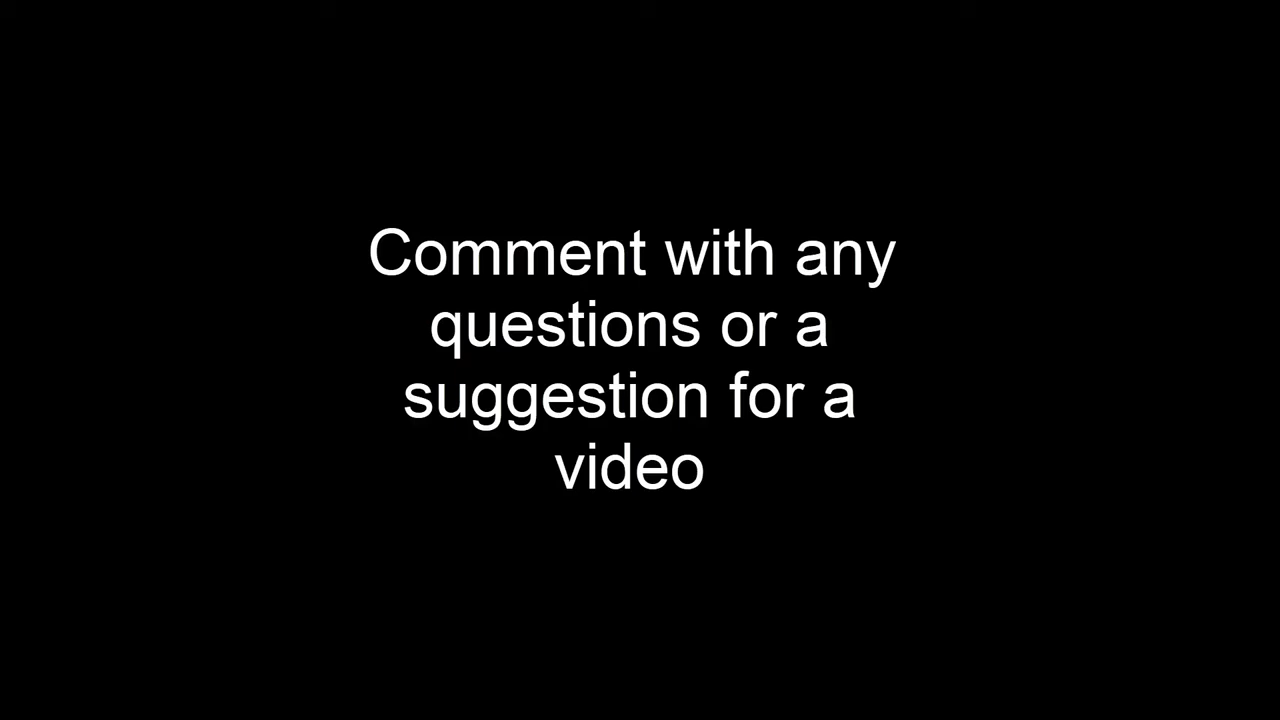 Comment with any
questions or a
suggestion for a
video